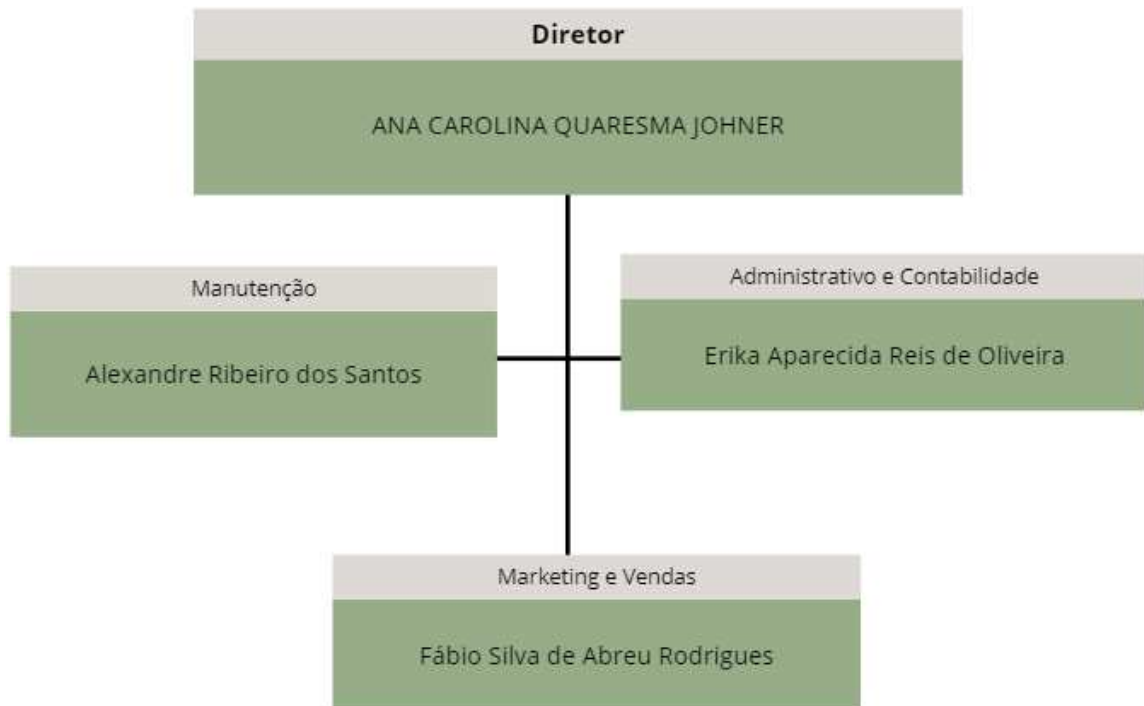 Diretor
ANA CAROLINA QUARESMA JOHNER
Manutenção
Alexandre Ribeiro dos Santos
Administrativo e Contabilidade
Erika Aparecida Reis de Oliveira
Marketing e Vendas
Fábio Silva de Abreu Rodrigues